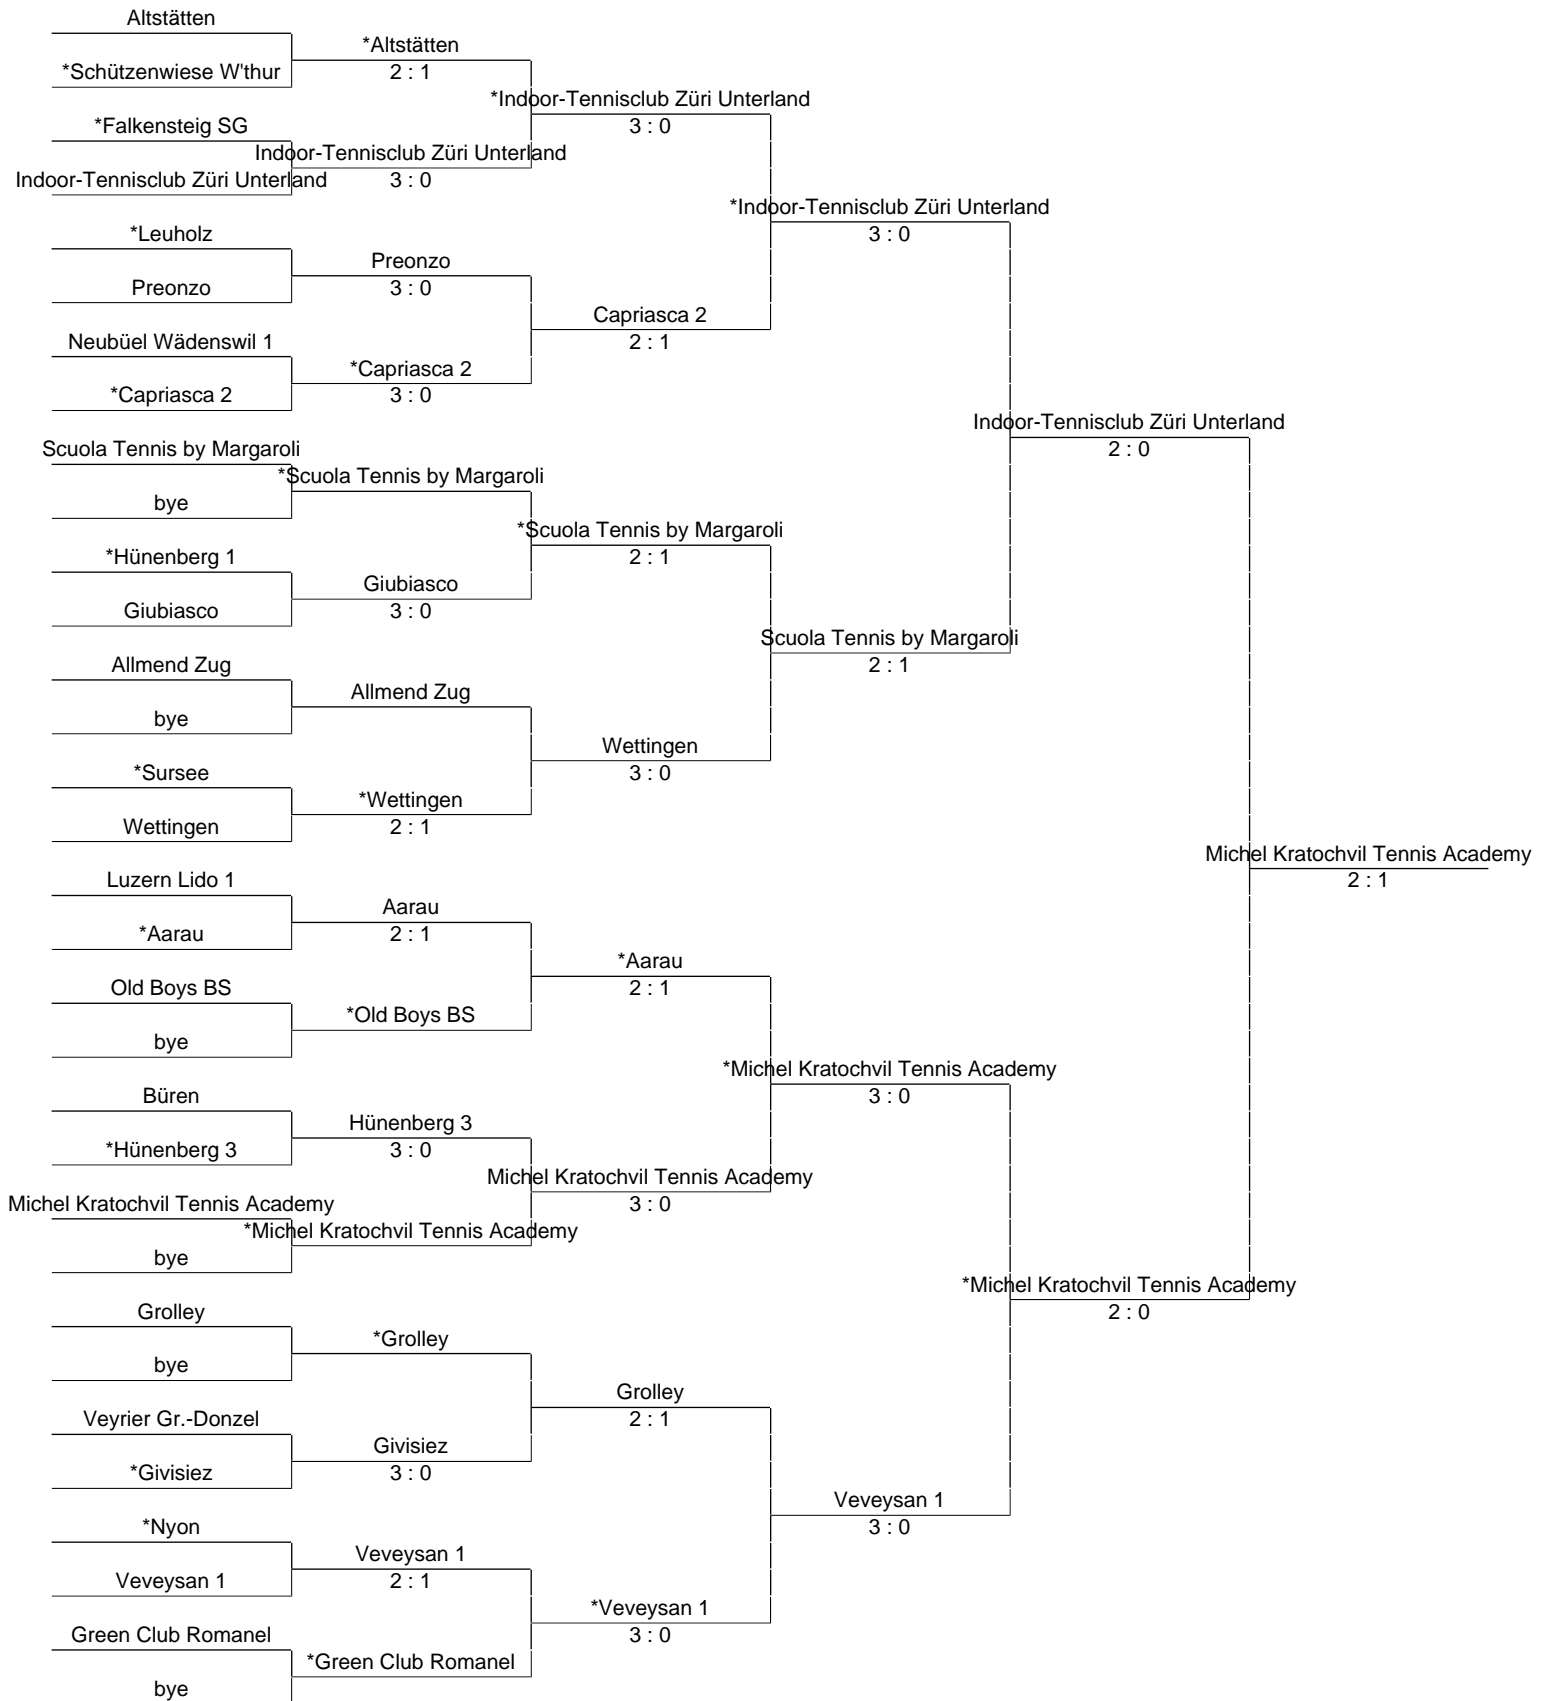 Altstätten
*Altstätten
*Schützenwiese W'thur
2 : 1
*Indoor-Tennisclub Züri Unterland
*Falkensteig SG
3 : 0
Indoor-Tennisclub Züri Unterland
Indoor-Tennisclub Züri Unterland
3 : 0
*Indoor-Tennisclub Züri Unterland
*Leuholz
3 : 0
Preonzo
Preonzo
3 : 0
Capriasca 2
Neubüel Wädenswil 1
2 : 1
*Capriasca 2
*Capriasca 2
3 : 0
Indoor-Tennisclub Züri Unterland
Scuola Tennis by Margaroli
2 : 0
*Scuola Tennis by Margaroli
bye
*Scuola Tennis by Margaroli
*Hünenberg 1
2 : 1
Giubiasco
Giubiasco
3 : 0
Scuola Tennis by Margaroli
Allmend Zug
2 : 1
Allmend Zug
bye
Wettingen
*Sursee
3 : 0
*Wettingen
Wettingen
2 : 1
Michel Kratochvil Tennis Academy
Luzern Lido 1
2 : 1
Aarau
*Aarau
2 : 1
*Aarau
Old Boys BS
2 : 1
*Old Boys BS
bye
*Michel Kratochvil Tennis Academy
Büren
3 : 0
Hünenberg 3
*Hünenberg 3
3 : 0
Michel Kratochvil Tennis Academy
Michel Kratochvil Tennis Academy
3 : 0
*Michel Kratochvil Tennis Academy
bye
*Michel Kratochvil Tennis Academy
Grolley
2 : 0
*Grolley
bye
Grolley
Veyrier Gr.-Donzel
2 : 1
Givisiez
*Givisiez
3 : 0
Veveysan 1
*Nyon
3 : 0
Veveysan 1
Veveysan 1
2 : 1
*Veveysan 1
Green Club Romanel
3 : 0
*Green Club Romanel
bye